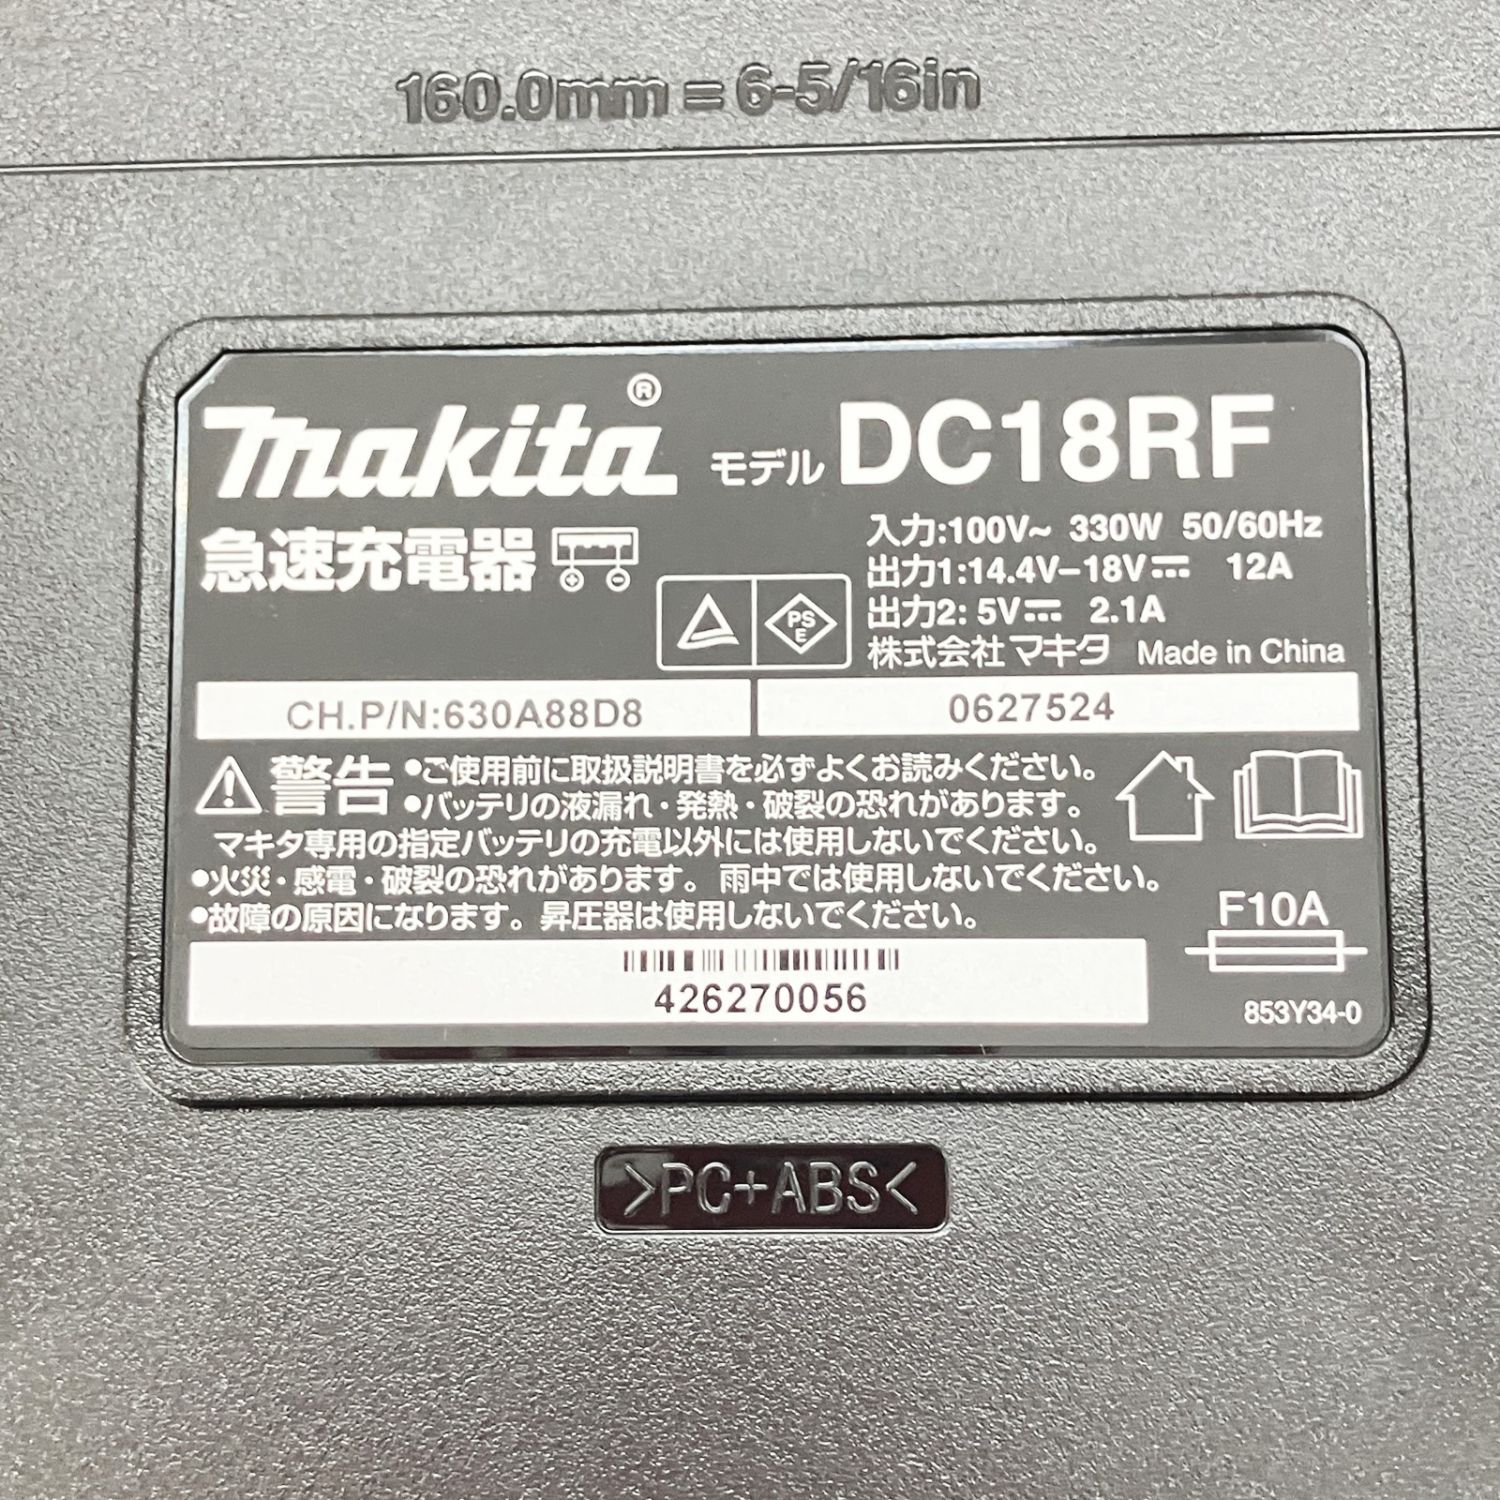 160.0mm = 6-5/16in
makita® モデル DC18RF
急速充電器
入力:100V~ 330W 50/60Hz
出力1:14.4V–18V⎓ 12A
出力2: 5V⎓ 2.1A
PS
E
株式会社マキタ Made in China
CH.P/N:630A88D8
0627524
警告 •ご使用前に取扱説明書を必ずよくお読みください。
•バッテリの液漏れ・発熱・破裂の恐れがあります。
マキタ専用の指定バッテリの充電以外には使用しないでください。
•火災・感電・破裂の恐れがあります。雨中では使用しないでください。
•故障の原因になります。昇圧器は使用しないでください。
F10A
426270056
853Y34-0
>PC+ABS<